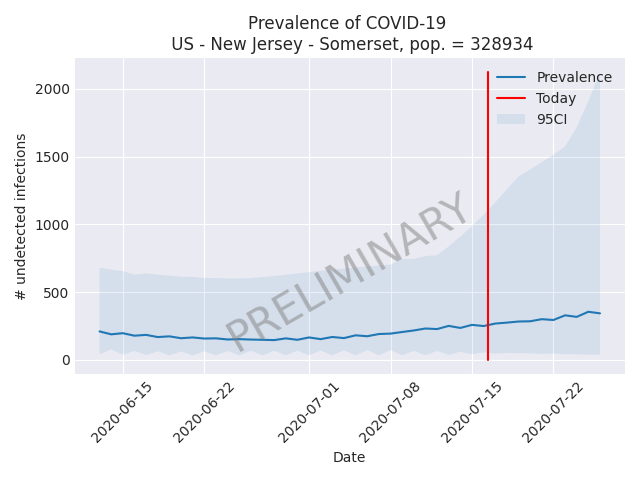 Prevalence of COVID-19
US - New Jersey - Somerset, pop. = 328934
Prevalence
Today
95CI
2000
1500
1000
500
0
# undetected infections
PRELIMINARY
2020-06-15
2020-06-22
2020-07-01
2020-07-08
2020-07-15
2020-07-22
Date